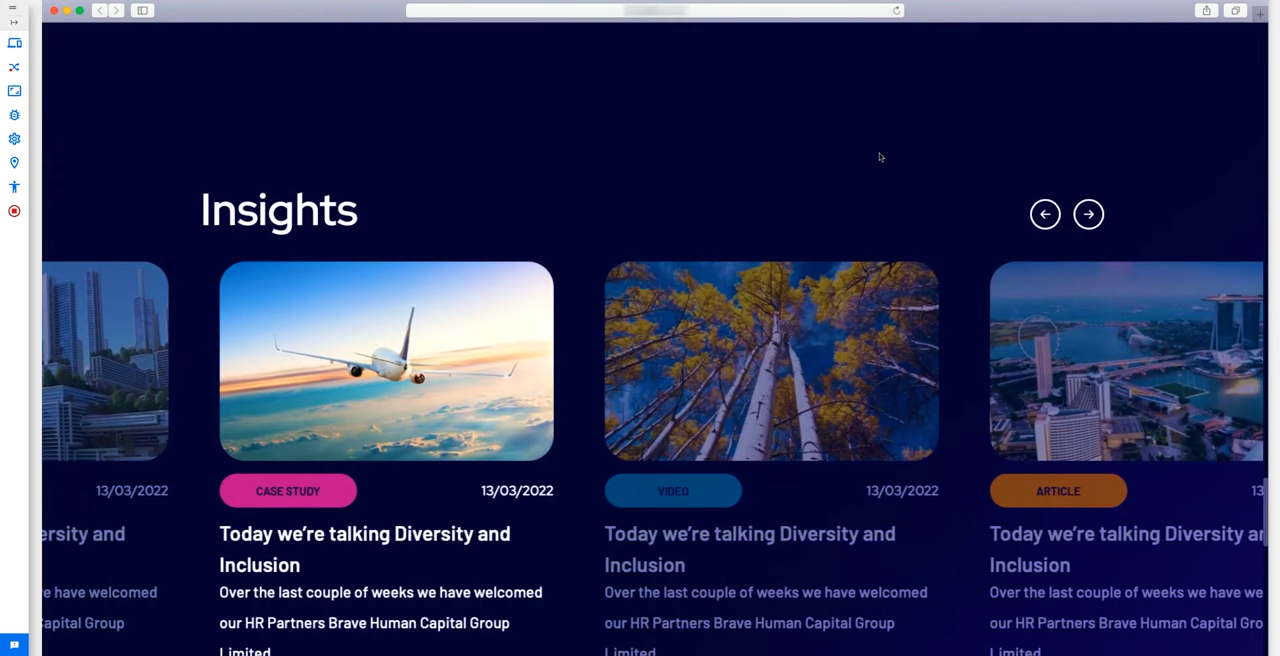 Insights
CASE STUDY
13/03/2022
Today we're talking Diversity and
Inclusion
Over the last couple of weeks we have welcomed
our HR Partners Brave Human Capital Group
Limited
VIDEO
13/03/2022
Today we're talking Diversity and
Inclusion
Over the last couple of weeks we have welcomed
our HR Partners Brave Human Capital Group
Limited
ARTICLE
13
Today we're talking Diversity
Inclusion
Over the last couple of weeks we have we
our HR Partners Brave Human Capital Gro
Limited
13/03/2022
ersity and
e have welcomed
Capital Group